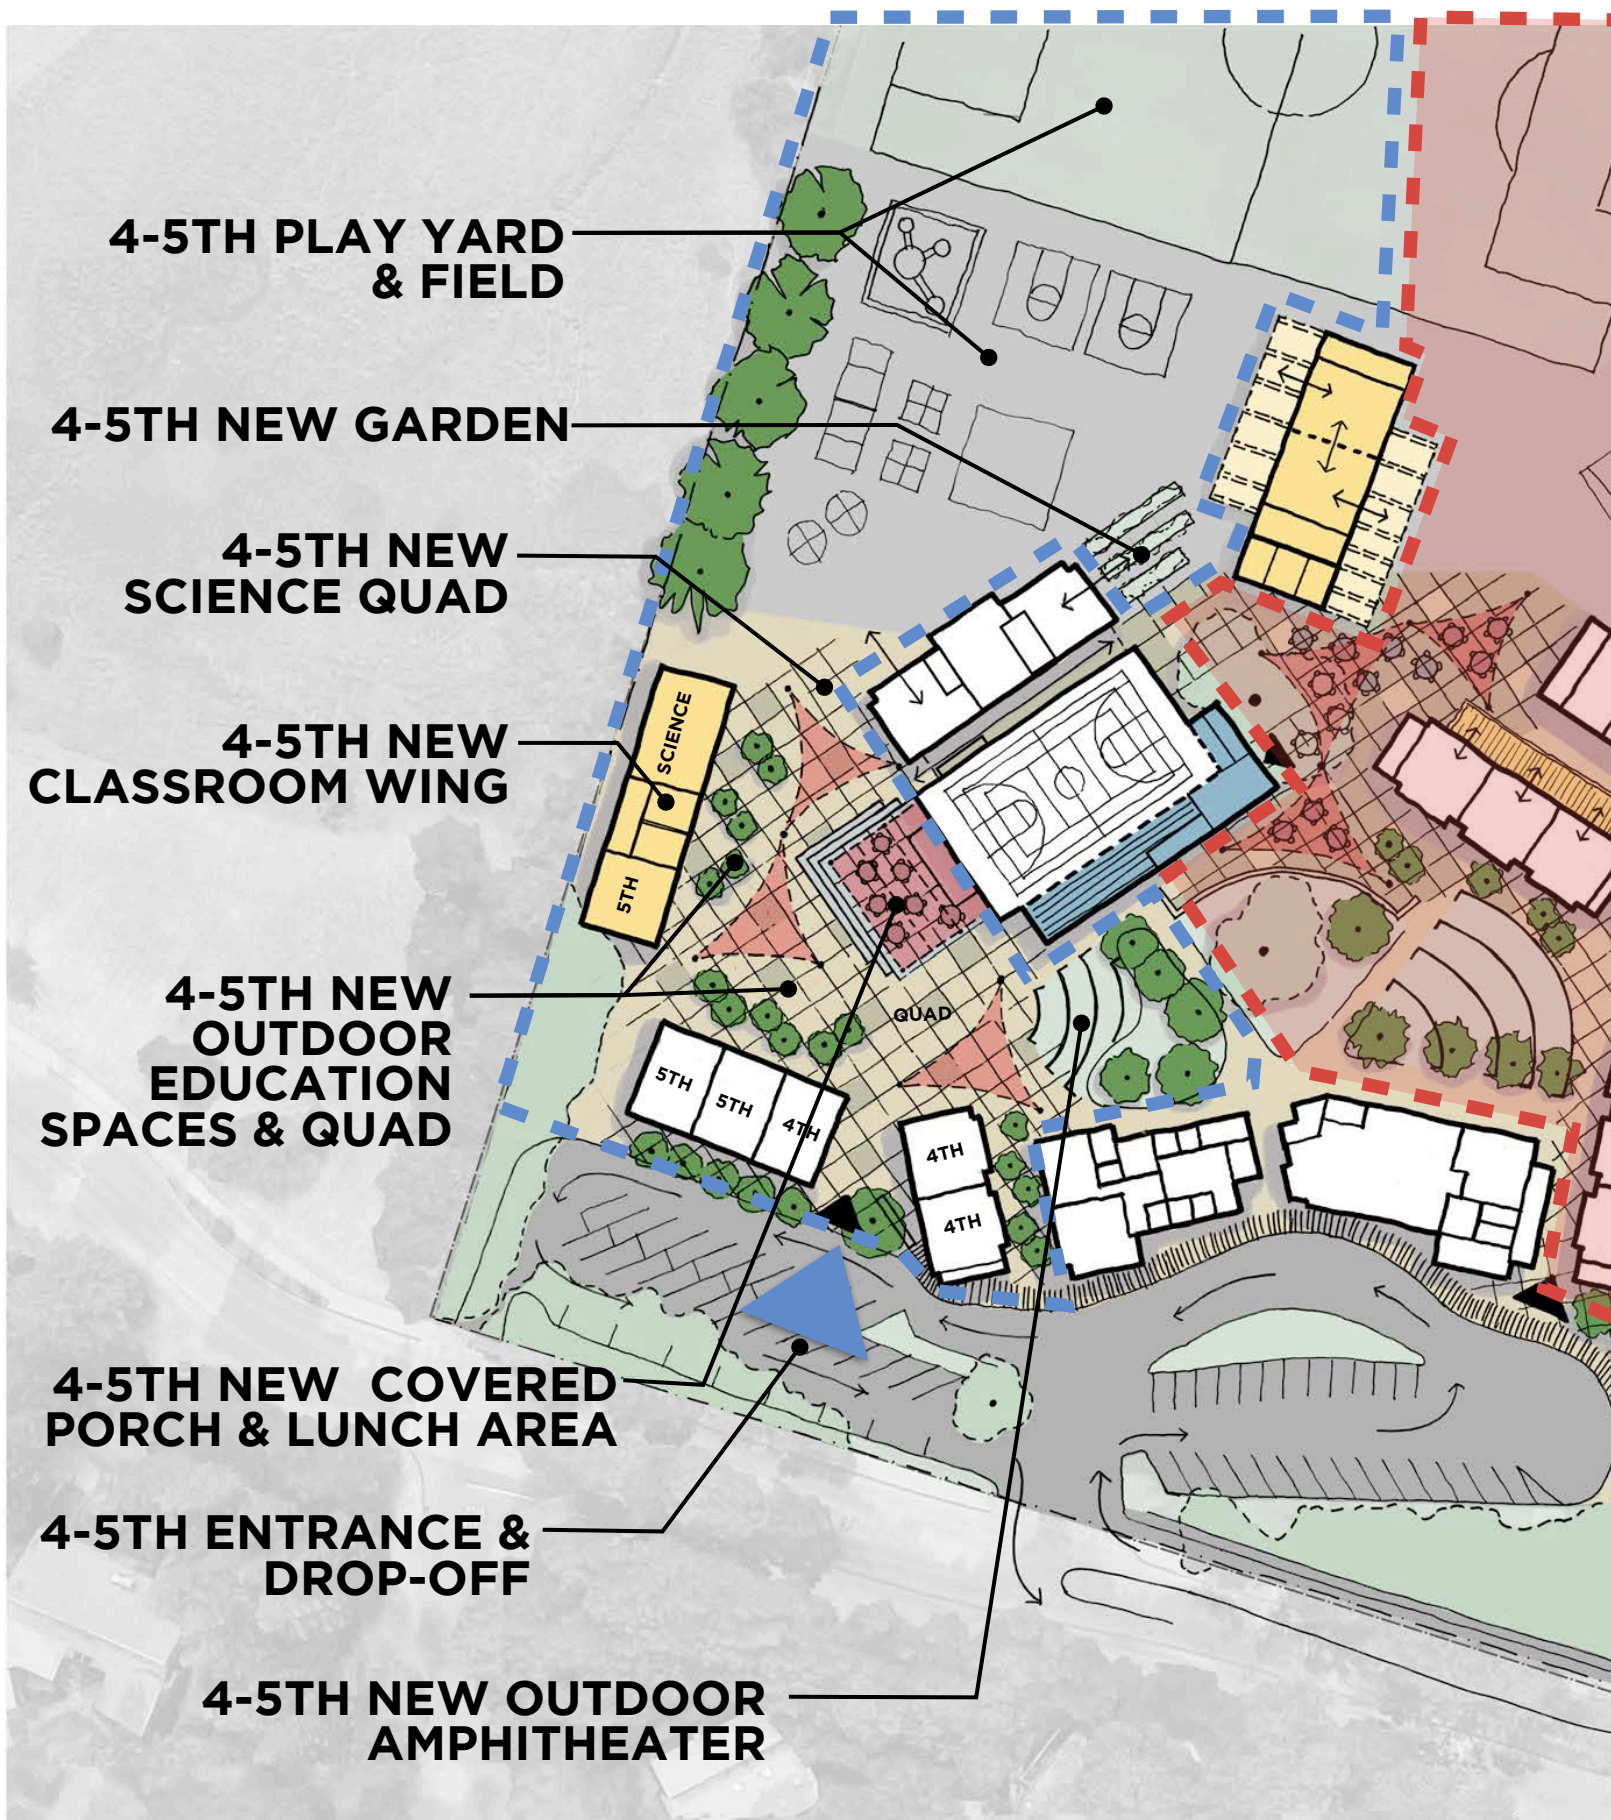 4-5TH PLAY YARD
& FIELD
4-5TH NEW GARDEN
4-5TH NEW
SCIENCE QUAD
4-5TH NEW
CLASSROOM WING
SCIENCE
5TH
4-5TH NEW
OUTDOOR
EDUCATION
SPACES & QUAD
QUAD
5TH
5TH
4TH
4TH
4TH
4-5TH NEW COVERED
PORCH & LUNCH AREA
4-5TH ENTRANCE &
DROP-OFF
4-5TH NEW OUTDOOR
AMPHITHEATER